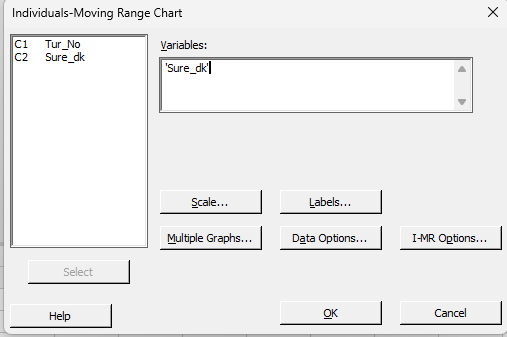 Individuals-Moving Range Chart
C1 Tur_No
C2 Sure_dk
Variables:
'Sure_dk'
Scale...
Labels...
Multiple Graphs...
Data Options...
I-MR Options...
Select
Help
OK
Cancel